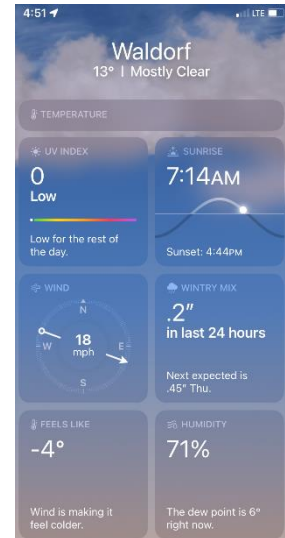 4:51 LTE
Waldorf
13° | Mostly Clear
TEMPERATURE
UV INDEX
0
Low
Low for the rest of
the day.
SUNRISE
7:14AM
Sunset: 4:44PM
WIND
N
W
E
S
18
mph
WINTRY MIX
.2"
in last 24 hours
Next expected is
.45" Thu.
FEELS LIKE
-4°
Wind is making it
feel colder.
HUMIDITY
71%
The dew point is 6°
right now.